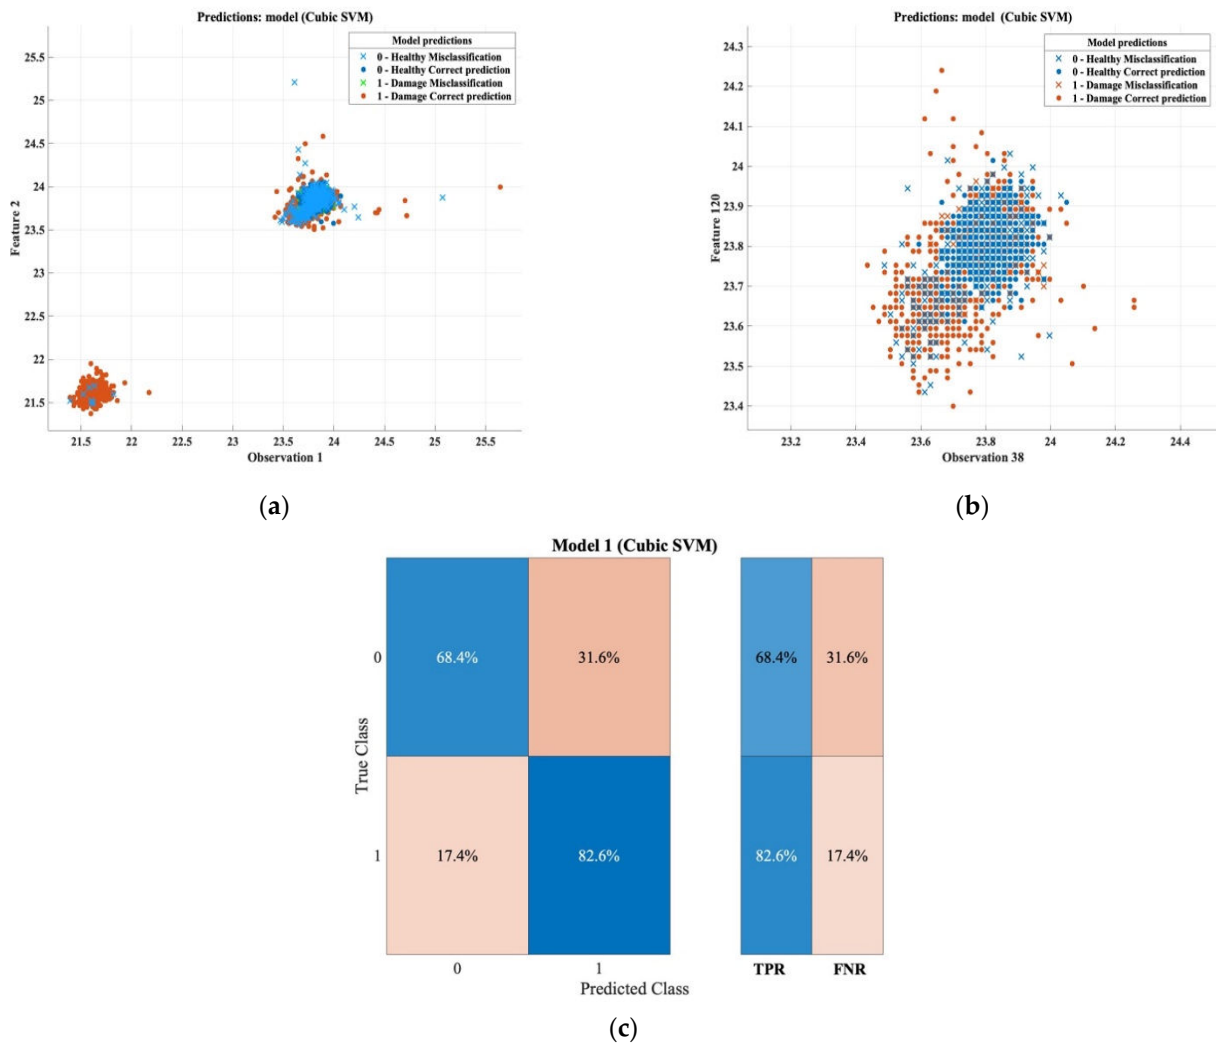 Predictions: model (Cubic SVM)
Model predictions
0 - Healthy Misclassification
0 - Healthy Correct prediction
1 - Damage Misclassification
1 - Damage Correct prediction
25.5
25
24.5
24
23.5
23
22.5
22
21.5
Feature 2
21.5 22 22.5 23 23.5 24 24.5 25 25.5
Observation 1
(a)
Predictions: model (Cubic SVM)
Model predictions
0 - Healthy Misclassification
0 - Healthy Correct prediction
1 - Damage Misclassification
1 - Damage Correct prediction
24.3
24.2
24.1
24
23.9
23.8
23.7
23.6
23.5
23.4
Feature 120
23.2 23.4 23.6 23.8 24 24.2 24.4
Observation 38
(b)
Model 1 (Cubic SVM)
True Class
0 68.4% 31.6% 68.4% 31.6%
1 17.4% 82.6% 82.6% 17.4%
0 1 TPR FNR
Predicted Class
(c)